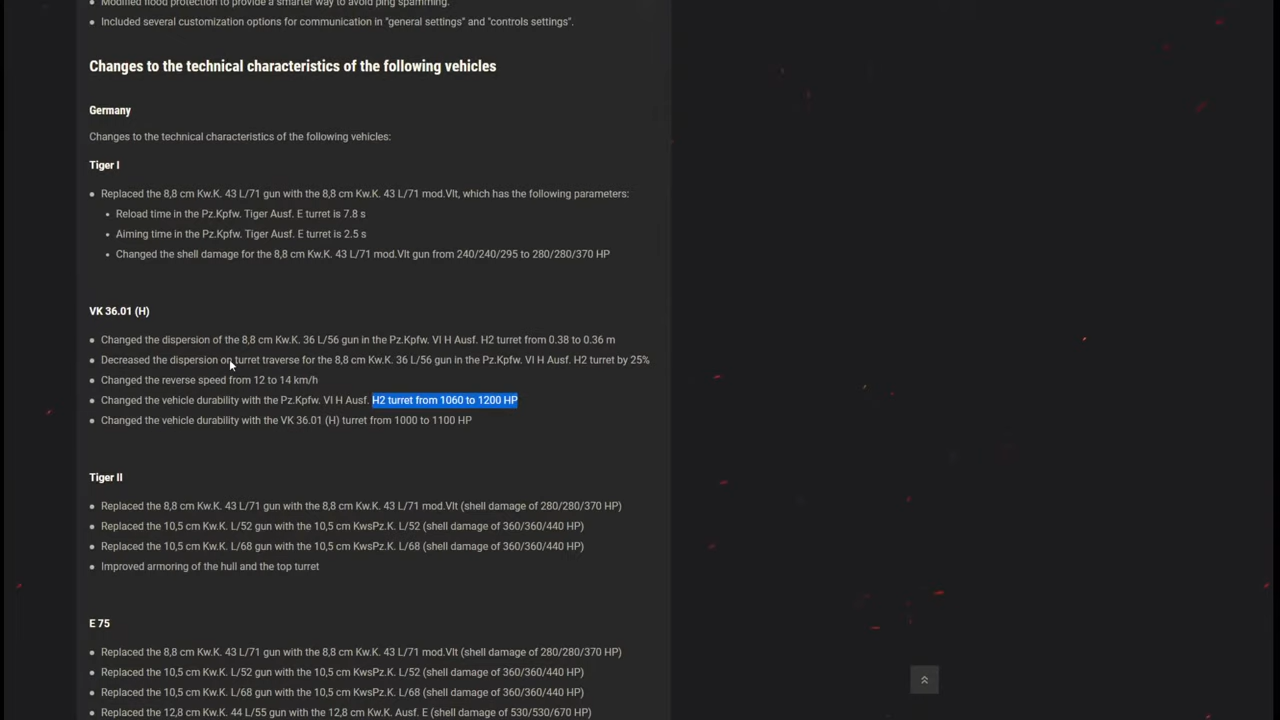 Modified flood protection to provide a smarter way to avoid ping spamming.
Included several customization options for communication in "general settings" and "controls settings".
Changes to the technical characteristics of the following vehicles
Germany
Changes to the technical characteristics of the following vehicles:
Tiger I
Replaced the 8,8 cm Kw.K. 43 L/71 gun with the 8,8 cm Kw.K. 43 L/71 mod.Vlt, which has the following parameters:
Reload time in the Pz.Kpfw. Tiger Ausf. E turret is 7.8 s
Aiming time in the Pz.Kpfw. Tiger Ausf. E turret is 2.5 s
Changed the shell damage for the 8,8 cm Kw.K. 43 L/71 mod.Vlt gun from 240/240/295 to 280/280/370 HP
VK 36.01 (H)
Changed the dispersion of the 8,8 cm Kw.K. 36 L/56 gun in the Pz.Kpfw. VI H Ausf. H2 turret from 0.38 to 0.36 m
Decreased the dispersion on turret traverse for the 8,8 cm Kw.K. 36 L/56 gun in the Pz.Kpfw. VI H Ausf. H2 turret by 25%
Changed the reverse speed from 12 to 14 km/h
Changed the vehicle durability with the Pz.Kpfw. VI H Ausf. H2 turret from 1060 to 1200 HP
Changed the vehicle durability with the VK 36.01 (H) turret from 1000 to 1100 HP
Tiger II
Replaced the 8,8 cm Kw.K. 43 L/71 gun with the 8,8 cm Kw.K. 43 L/71 mod.Vlt (shell damage of 280/280/370 HP)
Replaced the 10,5 cm Kw.K. L/52 gun with the 10,5 cm KwsPz.K. L/52 (shell damage of 360/360/440 HP)
Replaced the 10,5 cm Kw.K. L/68 gun with the 10,5 cm KwsPz.K. L/68 (shell damage of 360/360/440 HP)
Improved armoring of the hull and the top turret
E 75
Replaced the 8,8 cm Kw.K. 43 L/71 gun with the 8,8 cm Kw.K. 43 L/71 mod.Vlt (shell damage of 280/280/370 HP)
Replaced the 10,5 cm Kw.K. L/52 gun with the 10,5 cm KwsPz.K. L/52 (shell damage of 360/360/440 HP)
Replaced the 10,5 cm Kw.K. L/68 gun with the 10,5 cm KwsPz.K. L/68 (shell damage of 360/360/440 HP)
Replaced the 12,8 cm Kw.K. 44 L/55 gun with the 12,8 cm Kw.K. Ausf. E (shell damage of 530/530/670 HP)